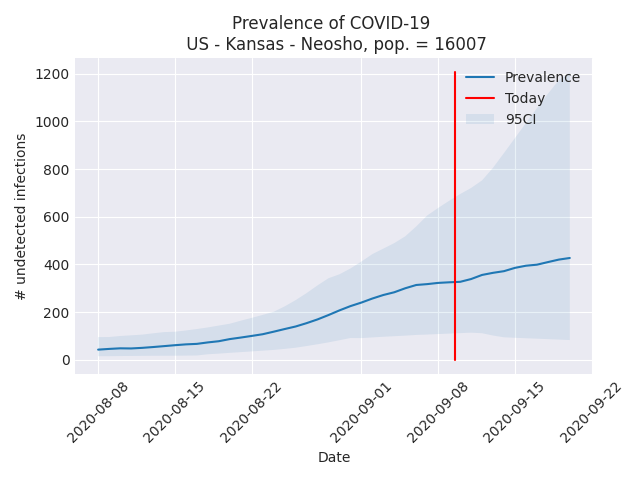 Prevalence of COVID-19
US - Kansas - Neosho, pop. = 16007
Prevalence
Today
95CI
# undetected infections
1200
1000
800
600
400
200
0
2020-08-08
2020-08-15
2020-08-22
2020-09-01
2020-09-08
2020-09-15
2020-09-22
Date